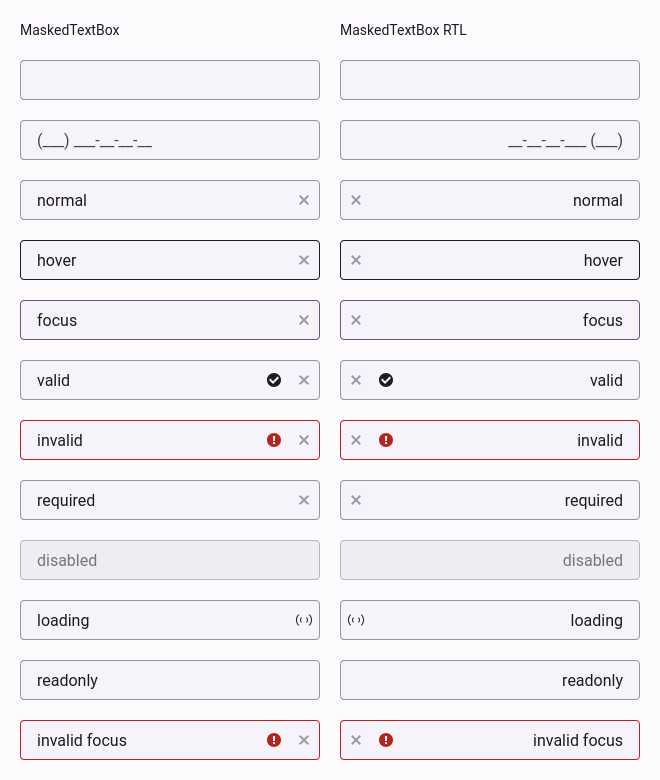 MaskedTextBox
MaskedTextBox RTL
(___) ___-__-__-__
__-__-__-___ (___)
normal
normal
hover
hover
focus
focus
valid
valid
invalid
invalid
required
required
disabled
disabled
loading
loading
readonly
readonly
invalid focus
invalid focus